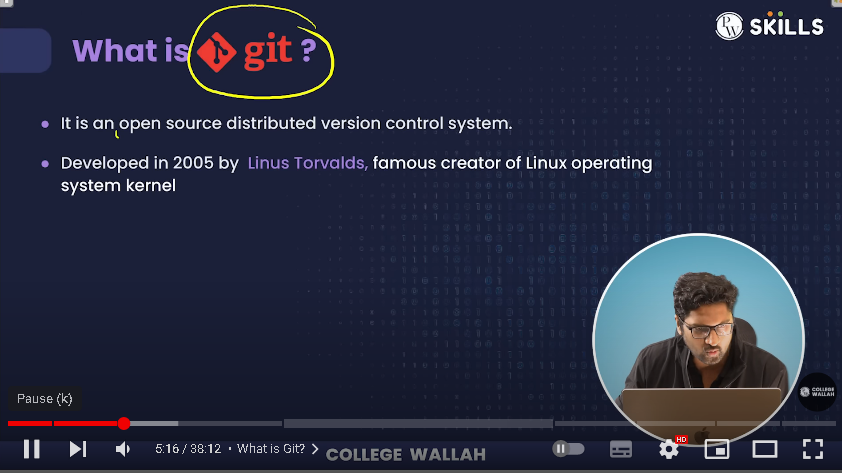 What is git ?
PW SKILLS
It is an open source distributed version control system.
Developed in 2005 by Linus Torvalds, famous creator of Linux operating
system kernel
COLLEGE
WALLAH
Pause (k)
5:16 / 38:12 • What is Git? >
HD
COLLEGE WALLAH